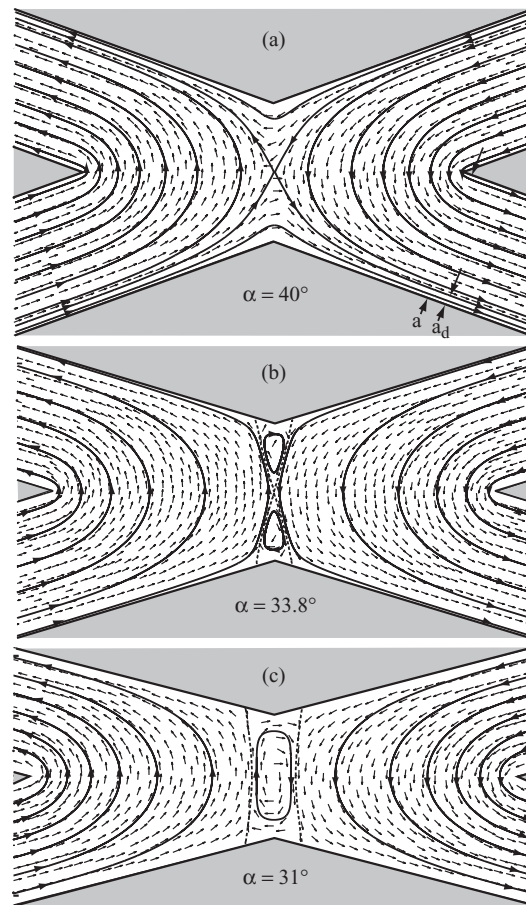 (a)
α = 40°
a
a_d
(b)
α = 33.8°
(c)
α = 31°